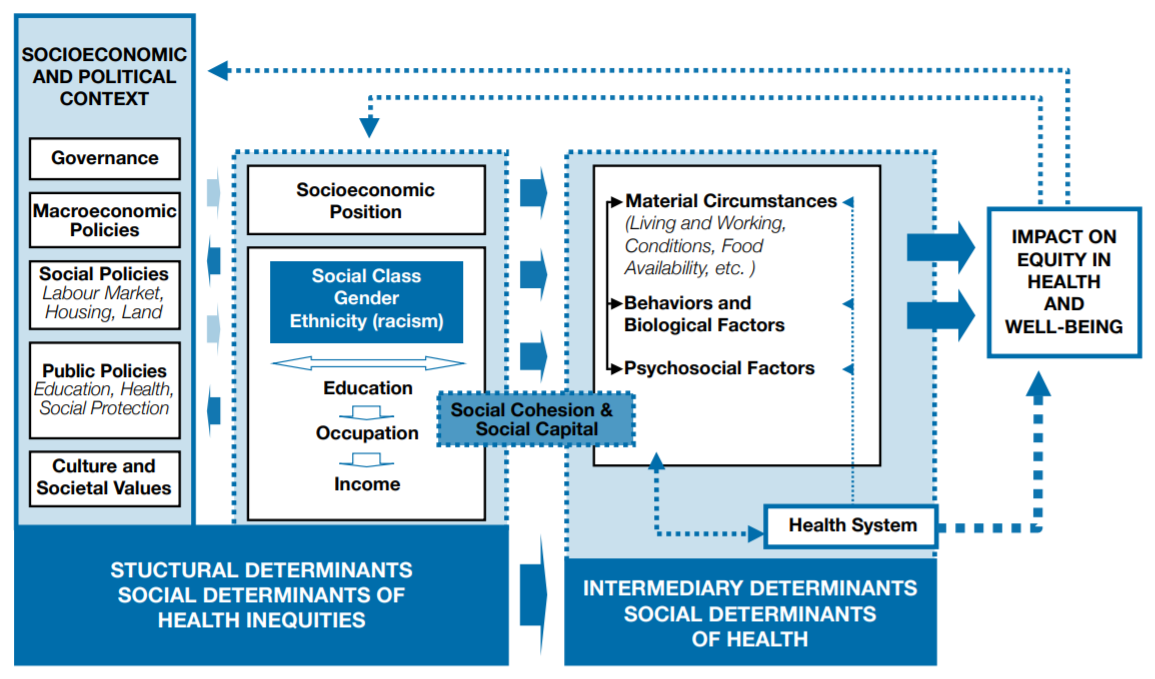 SOCIOECONOMIC
AND POLITICAL
CONTEXT
Governance
Macroeconomic
Policies
Social Policies
Labour Market,
Housing, Land
Public Policies
Education, Health,
Social Protection
Culture and
Societal Values
Socioeconomic
Position
Social Class
Gender
Ethnicity (racism)
Education
Occupation
Income
Social Cohesion &
Social Capital
Material Circumstances
(Living and Working,
Conditions, Food
Availability, etc. )
Behaviors and
Biological Factors
Psychosocial Factors
Health System
IMPACT ON
EQUITY IN
HEALTH
AND
WELL-BEING
STUCTURAL DETERMINANTS
SOCIAL DETERMINANTS OF
HEALTH INEQUITIES
INTERMEDIARY DETERMINANTS
SOCIAL DETERMINANTS
OF HEALTH